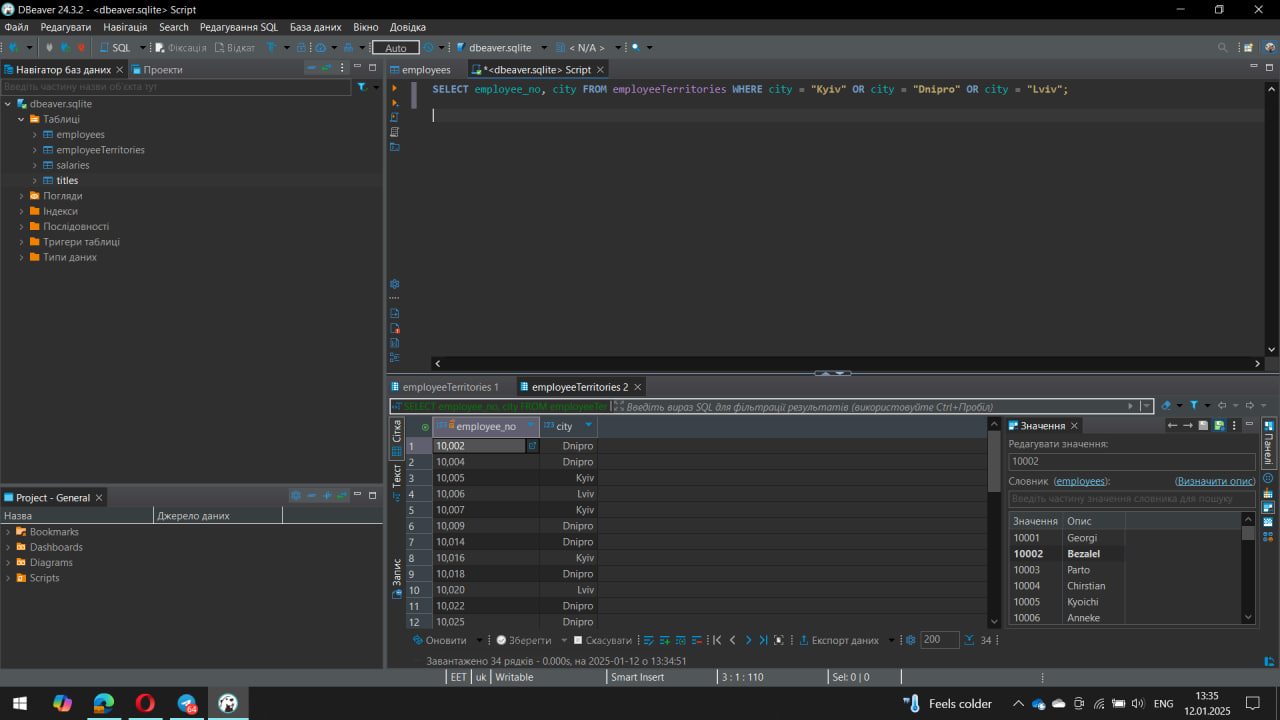 DBeaver 24.3.2 - <dbeaver.sqlite> Script
Файл Редагувати Навігація Search Редагування SQL База даних Вікно Довідка
SQL Фіксація Відкат Auto dbeaver.sqlite < N/A >
Навігатор баз даних Проекти
Введіть частину назви об'єкта тут
dbeaver.sqlite
Таблиці
employees
employeeTerritories
salaries
titles
Погляди
Індекси
Послідовності
Тригери таблиці
Типи даних
Project - General
Назва Джерело даних
Bookmarks
Dashboards
Diagrams
Scripts
employees *<dbeaver.sqlite> Script
SELECT employee_no, city FROM employeeTerritories WHERE city = "Kyiv" OR city = "Dnipro" OR city = "Lviv";
employeeTerritories 1 employeeTerritories 2
SELECT employee_no, city FROM employeeTer Введіть вираз SQL для фільтрації результатів (використовуйте Ctrl+Пробіл)
Сітка
Текст
Запис
123 employee_no 123 city
1 10,002 Dnipro
2 10,004 Dnipro
3 10,005 Kyiv
4 10,006 Lviv
5 10,007 Kyiv
6 10,009 Dnipro
7 10,014 Dnipro
8 10,016 Kyiv
9 10,018 Dnipro
10 10,020 Lviv
11 10,022 Dnipro
12 10,025 Dnipro
Значення
Редагувати значення:
10002
Словник (employees): (Визначити опис)
Введіть частину значення словника для пошуку
Значення Опис
10001 Georgi
10002 Bezalel
10003 Parto
10004 Chirstian
10005 Kyoichi
10006 Anneke
Панелі
Оновити Зберегти Скасувати Експорт даних 200 34
Завантажено 34 рядків - 0.000s, на 2025-01-12 о 13:34:51
EET uk Writable Smart Insert 3 : 1 : 110 Sel: 0 | 0
64 Feels colder ENG 13:35
12.01.2025